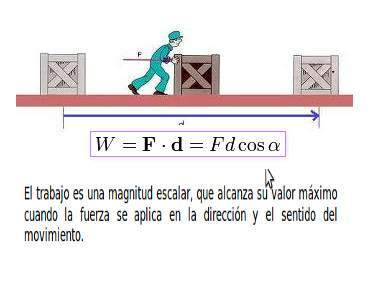 F
d
W = F · d = Fd cos α
El trabajo es una magnitud escalar, que alcanza su valor máximo
cuando la fuerza se aplica en la dirección y el sentido del
movimiento.